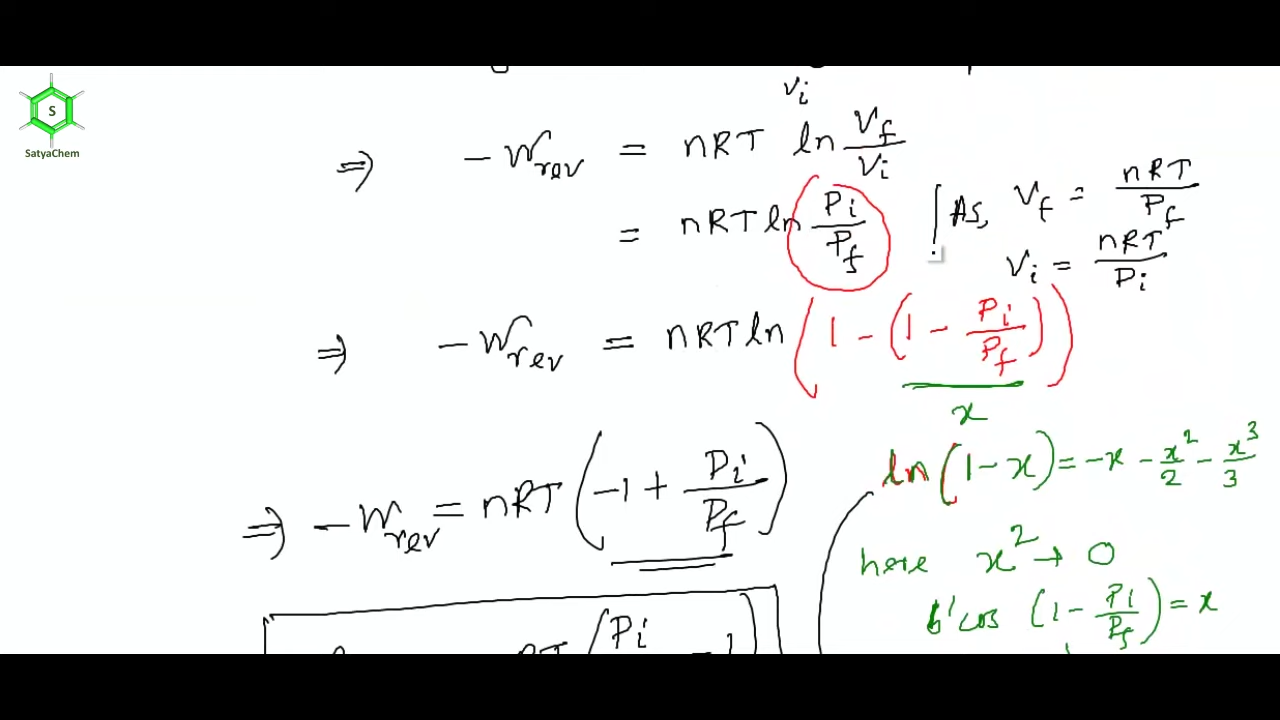 S
SatyaChem
Vi
⇒ - Wrev = nRT ln Vf/Vi
= nRT ln Pi/Pf
As, Vf = nRT/Pf
Vi = nRT/Pi
⇒ - Wrev = nRT ln (1 - (1 - Pi/Pf))
x
ln (1 - x) = -x - x²/2 - x³/3
⇒ - Wrev = nRT (-1 + Pi/Pf)
here x² → 0
b'cos (1 - Pi/Pf) = x
Pi